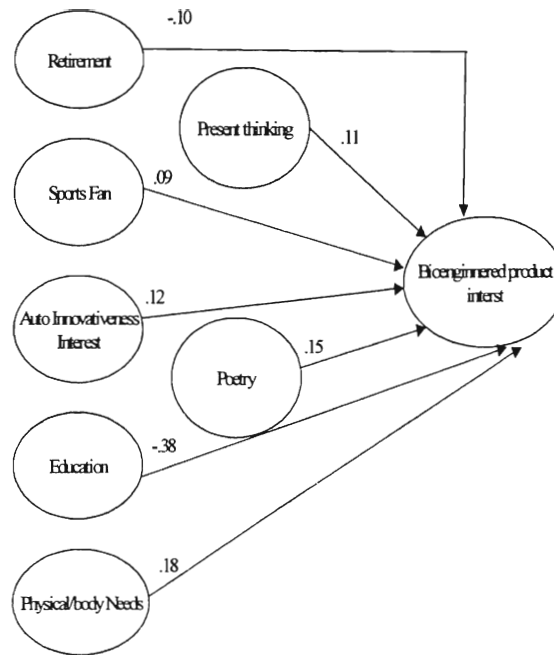 -.10
Retirement
Present thinking
.11
Sports Fan
.09
Bioenginnered product
interst
Auto Innovativeness
Interest
.12
Poetry
.15
Education
-.38
Physical/body Needs
.18